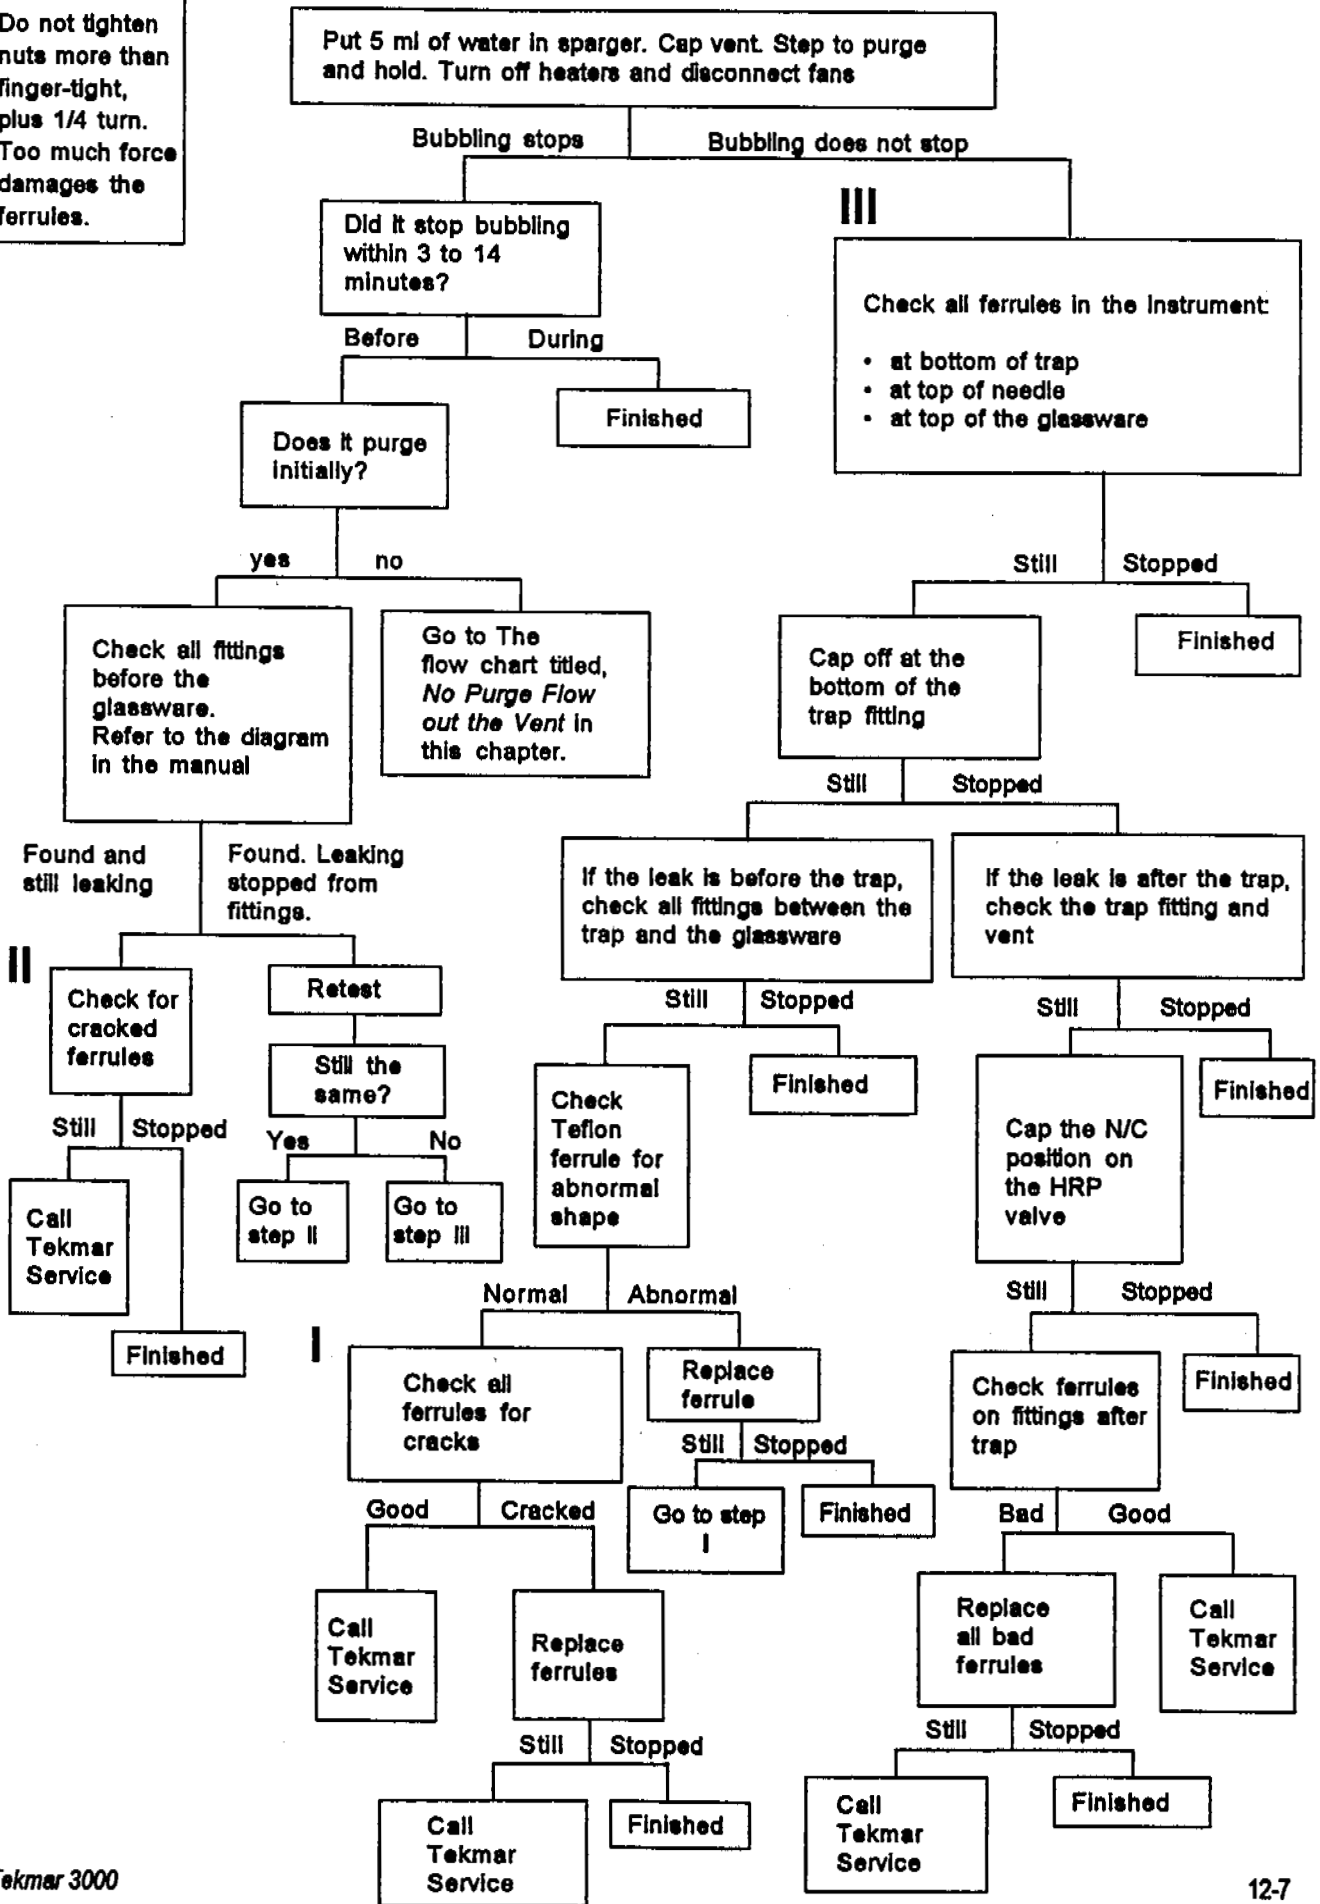 Do not tighten
nuts more than
finger-tight,
plus 1/4 turn.
Too much force
damages the
ferrules.
Put 5 ml of water in sparger. Cap vent. Step to purge
and hold. Turn off heaters and disconnect fans
Bubbling stops
Bubbling does not stop
Did it stop bubbling
within 3 to 14
minutes?
III
Check all ferrules in the instrument:
• at bottom of trap
• at top of needle
• at top of the glassware
Before
During
Finished
Does it purge
initially?
yes
no
Still
Stopped
Check all fittings
before the
glassware.
Refer to the diagram
in the manual
Go to The
flow chart titled,
No Purge Flow
out the Vent in
this chapter.
Cap off at the
bottom of the
trap fitting
Finished
Still
Stopped
Found and
still leaking
Found. Leaking
stopped from
fittings.
If the leak is before the trap,
check all fittings between the
trap and the glassware
If the leak is after the trap,
check the trap fitting and
vent
II
Check for
cracked
ferrules
Retest
Still
Stopped
Still
Stopped
Still the
same?
Finished
Finished
Check
Teflon
ferrule for
abnormal
shape
Cap the N/C
position on
the HRP
valve
Still
Stopped
Yes
No
Call
Tekmar
Service
Go to
step II
Go to
step III
Finished
Normal
Abnormal
Still
Stopped
I
Check all
ferrules for
cracks
Replace
ferrule
Check ferrules
on fittings after
trap
Finished
Still
Stopped
Good
Cracked
Go to step
I
Finished
Bad
Good
Call
Tekmar
Service
Replace
ferrules
Replace
all bad
ferrules
Call
Tekmar
Service
Still
Stopped
Still
Stopped
Call
Tekmar
Service
Finished
Call
Tekmar
Service
Finished
ekmar 3000
12-7